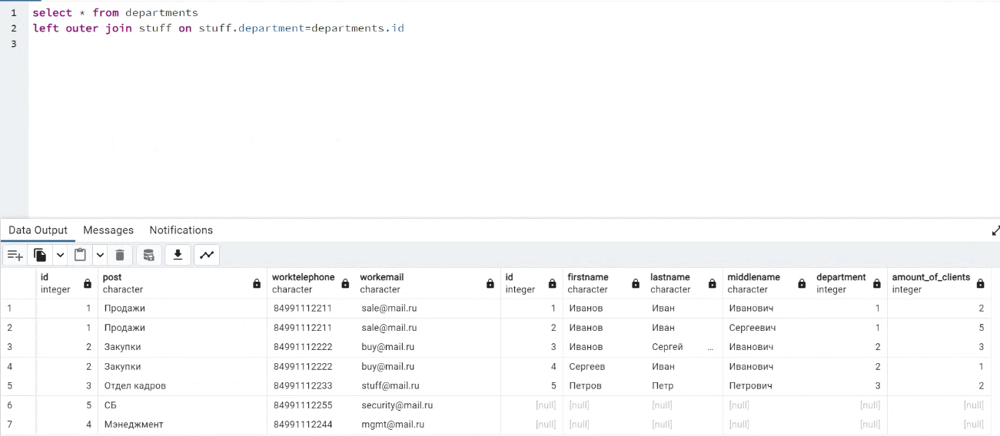 1 select * from departments
2 left outer join stuff on stuff.department=departments.id
3
Data Output Messages Notifications
id post worktelephone workemail id firstname lastname middlename department amount_of_clients
integer character character character integer character character character integer integer
1 1 Продажи 84991112211 sale@mail.ru 1 Иванов Иван Иванович 1 2
2 1 Продажи 84991112211 sale@mail.ru 2 Иванов Иван Сергеевич 1 5
3 2 Закупки 84991112222 buy@mail.ru 3 Иванов Сергей ... Иванович 2 3
4 2 Закупки 84991112222 buy@mail.ru 4 Сергеев Иван Иванович 2 1
5 3 Отдел кадров 84991112233 stuff@mail.ru 5 Петров Петр Петрович 3 2
6 5 СБ 84991112255 security@mail.ru [null] [null] [null] [null] [null] [null]
7 4 Мэнеджмент 84991112244 mgmt@mail.ru [null] [null] [null] [null] [null] [null]